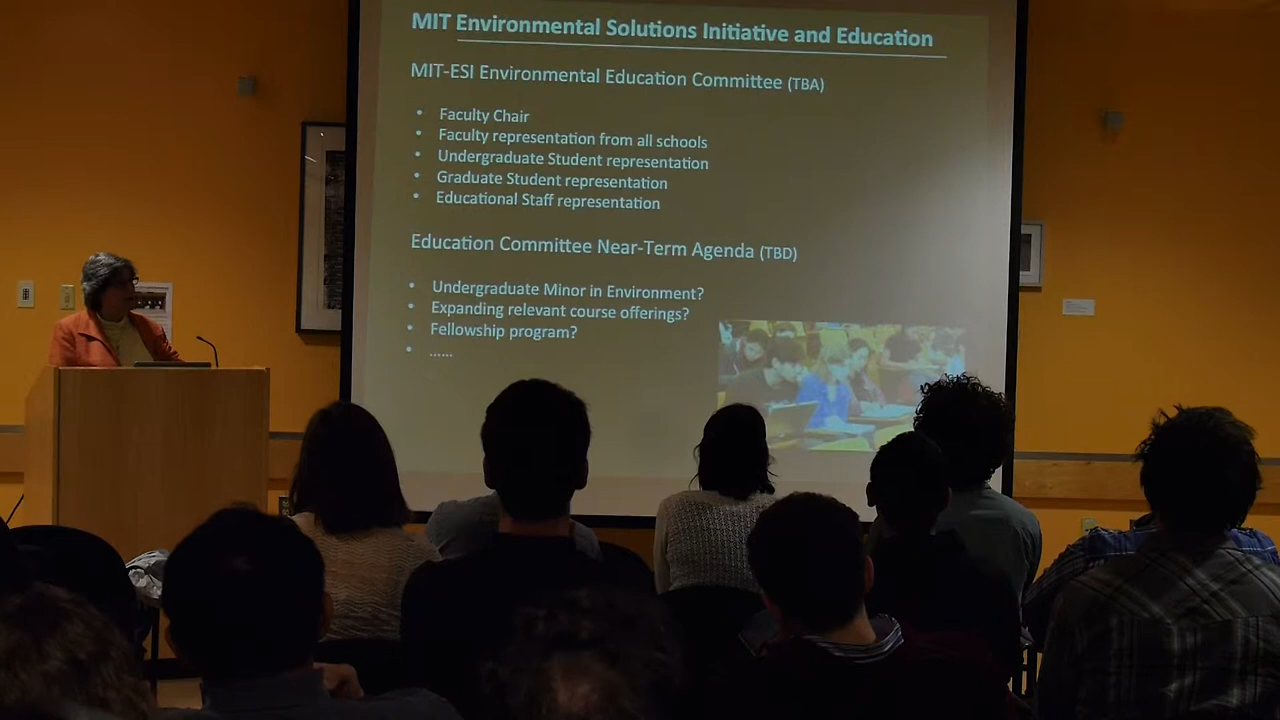 MIT Environmental Solutions Initiative and Education
MIT-ESI Environmental Education Committee (TBA)
• Faculty Chair
• Faculty representation from all schools
• Undergraduate Student representation
• Graduate Student representation
• Educational Staff representation
Education Committee Near-Term Agenda (TBD)
• Undergraduate Minor in Environment?
• Expanding relevant course offerings?
• Fellowship program?
• ......